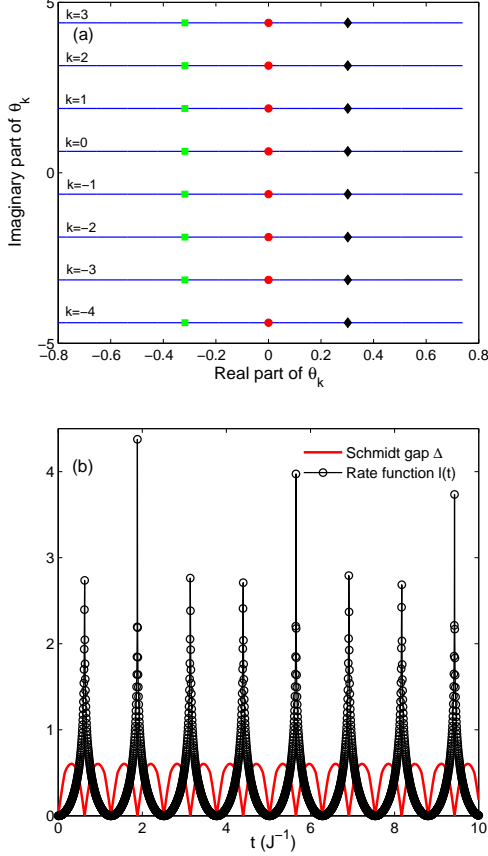 (a)
5
0
−5
Imaginary part of θk
k=3
k=2
k=1
k=0
k=−1
k=−2
k=−3
k=−4
−0.8 −0.6 −0.4 −0.2 0 0.2 0.4 0.6 0.8
Real part of θk
(b)
Schmidt gap Δ
Rate function l(t)
4
3
2
1
0
0 2 4 6 8 10
t (J⁻¹)